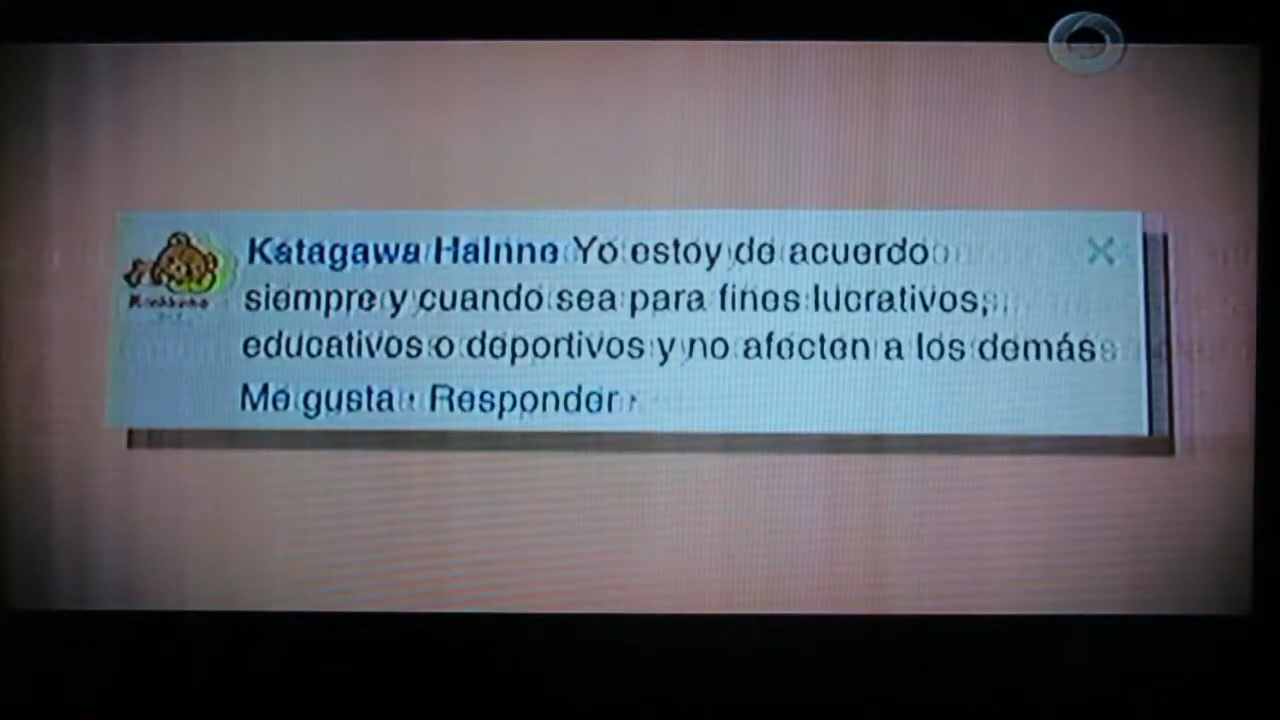 Katagawa Halnne Yo estoy de acuerdo
siempre y cuando sea para fines lucrativos,
educativos o deportivos y no afecten a los demás
Me gusta · Responder ·